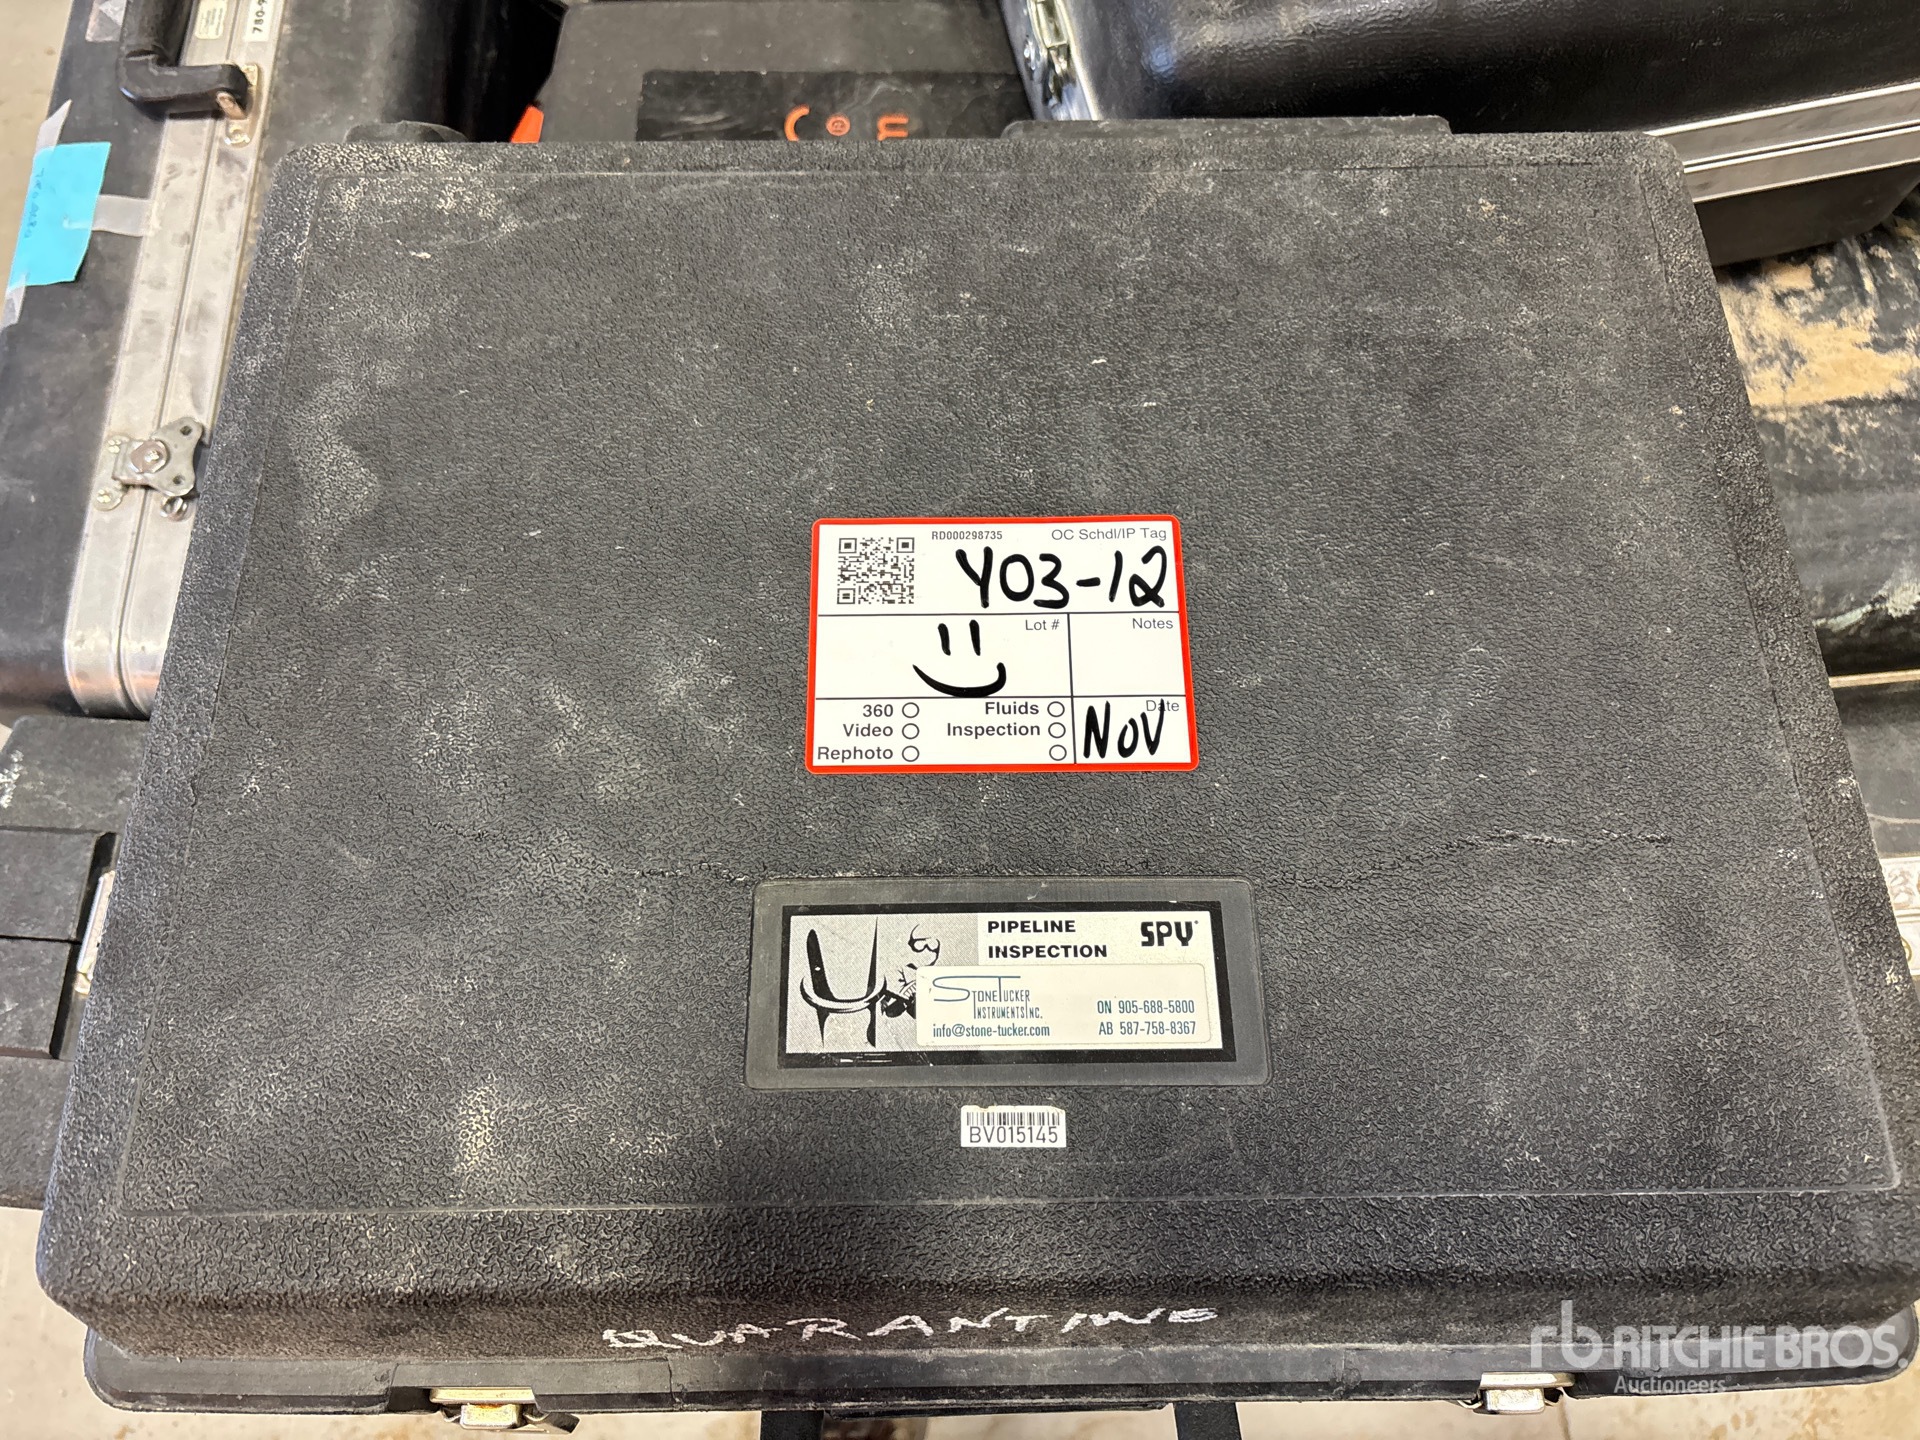 RD000298735
OC Schdl/IP Tag
Y03-12
Lot #
Notes
360
Fluids
Date
Video
Inspection
NOV
Rephoto
PIPELINE
INSPECTION
SPY
STONETUCKER
INSTRUMENTS INC.
ON 905-688-5800
info@stone-tucker.com
AB 587-758-8367
BV015145
QUARANTINE
rb RITCHIE BROS.
Auctioneers